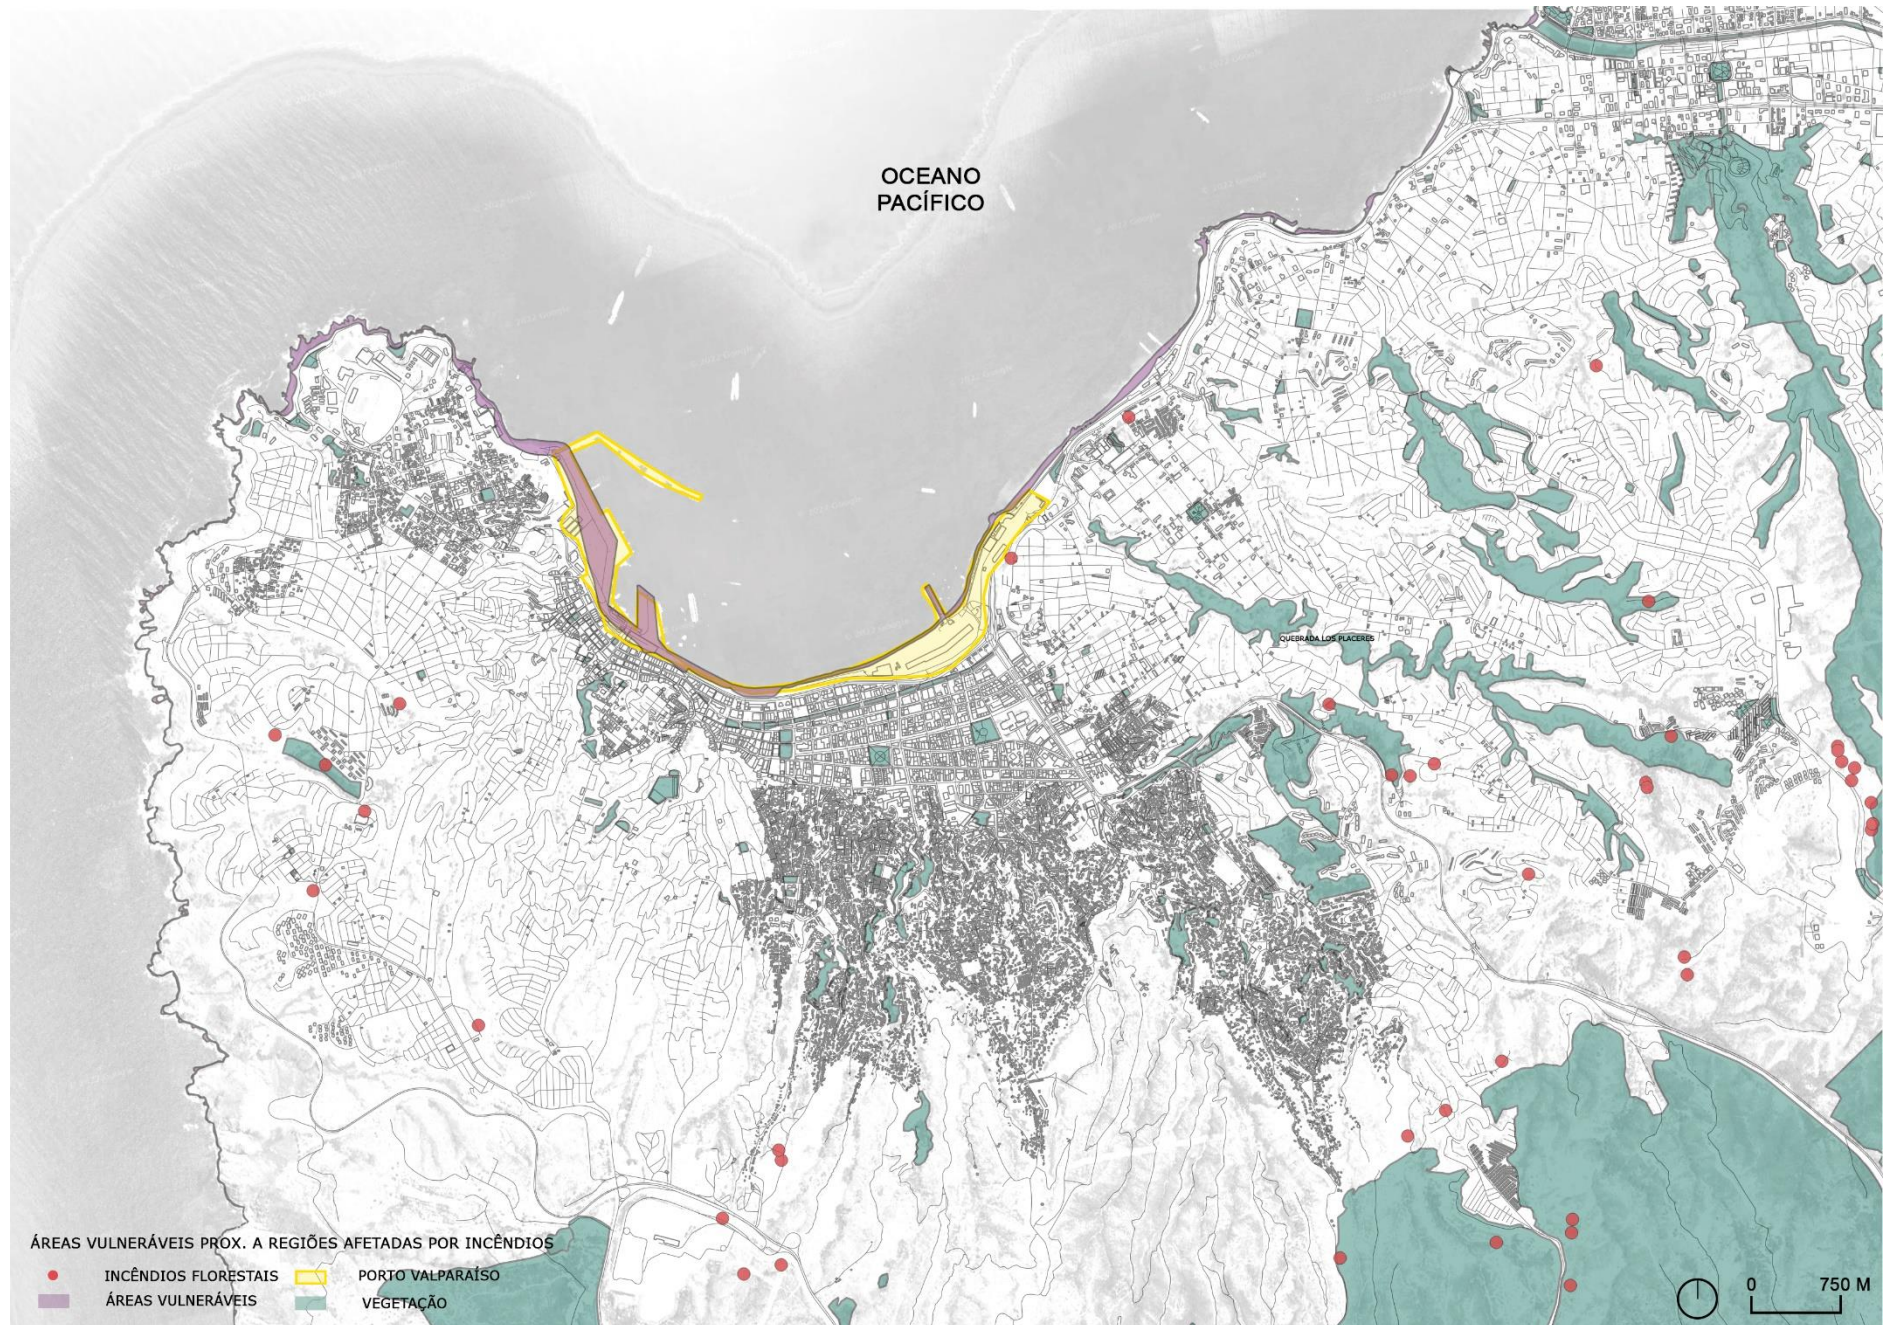 OCEANO
PACÍFICO
QUEBRADA LOS PLACERES
ÁREAS VULNERÁVEIS PROX. A REGIÕES AFETADAS POR INCÊNDIOS
INCÊNDIOS FLORESTAIS
PORTO VALPARAÍSO
ÁREAS VULNERÁVEIS
VEGETAÇÃO
0 750 M